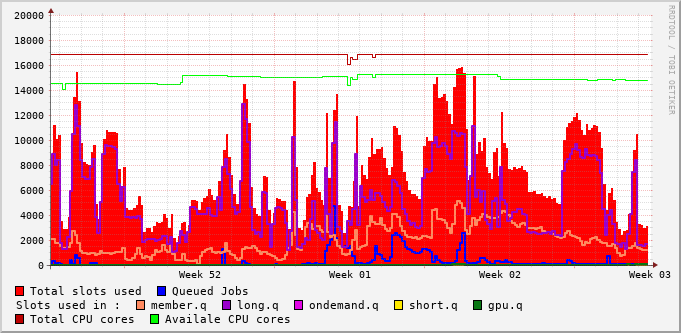 20000
18000
16000
14000
12000
10000
8000
6000
4000
2000
0
Week 52 Week 01 Week 02 Week 03
Total slots used Queued Jobs
Slots used in : member.q long.q ondemand.q short.q gpu.q
Total CPU cores Availale CPU cores
RRDTOOL / TOBI OETIKER